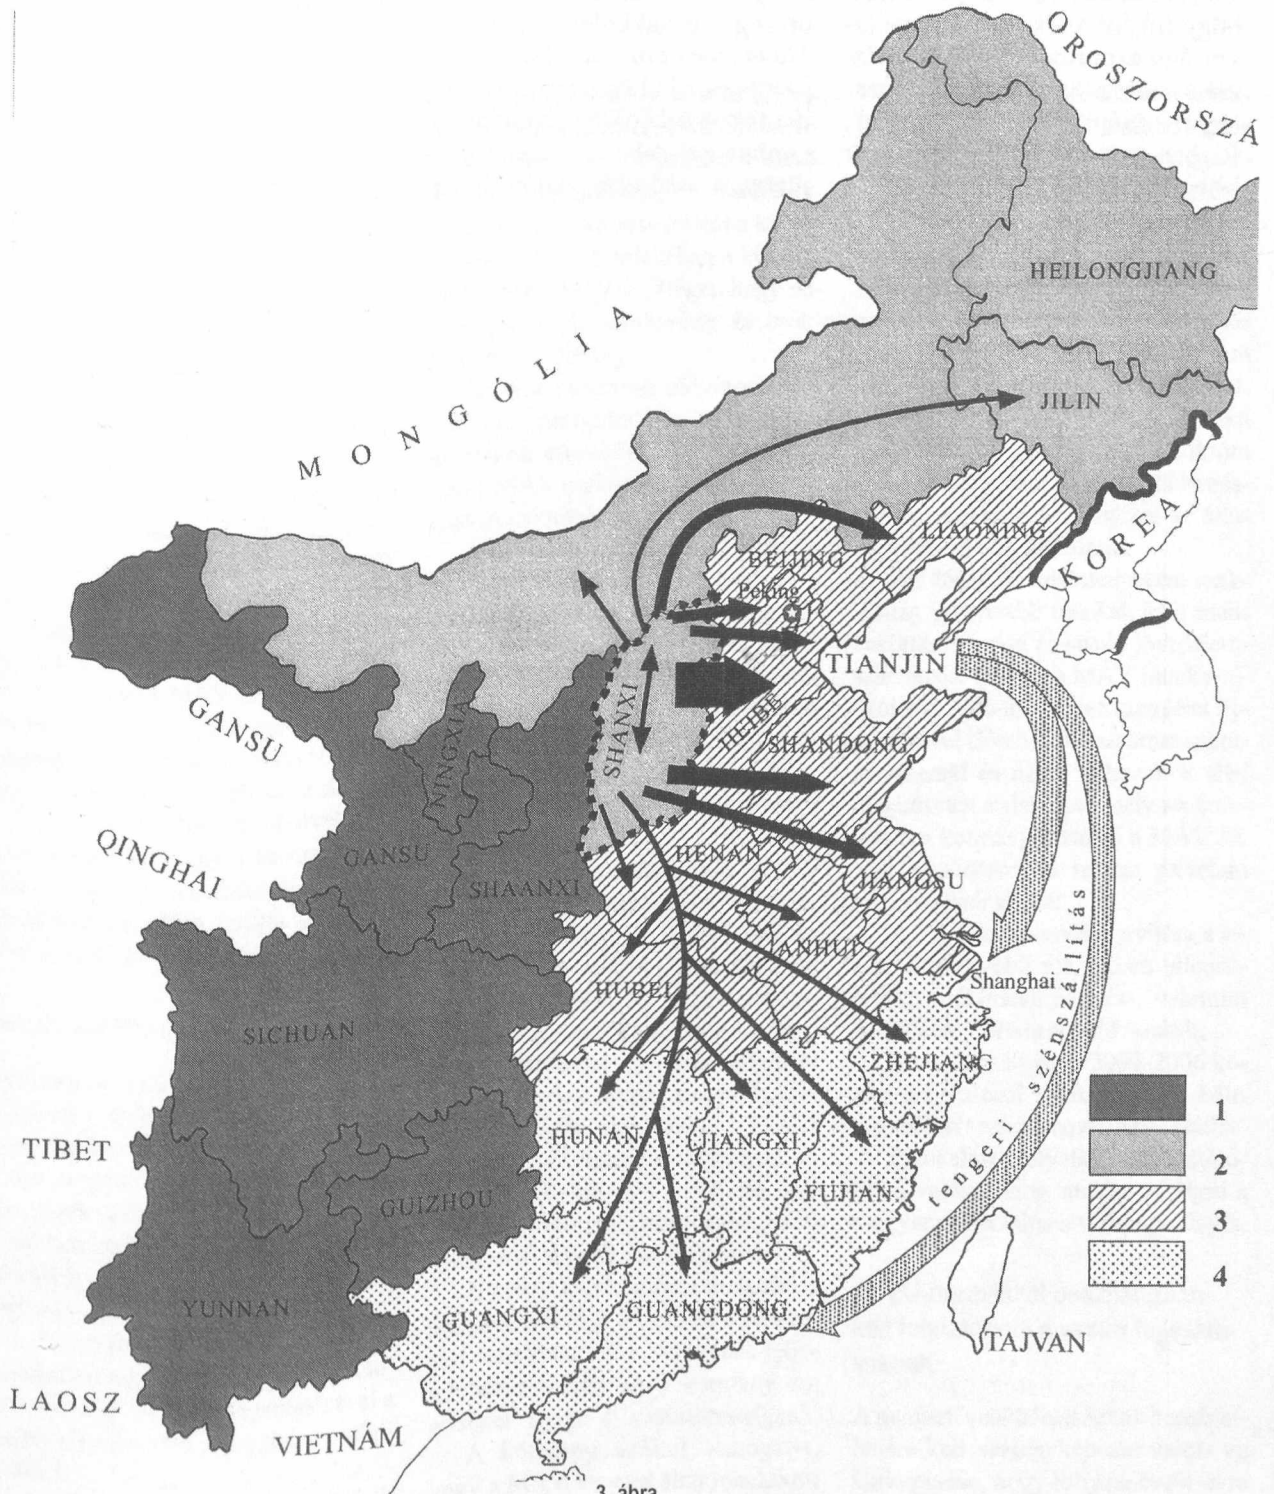 OROSZORSZÁ
HEILONGJIANG
MONGÓLIA
JILIN
LIAONING
KOREA
BEIJING
Peking
TIANJIN
GANSU
SHANXI
HEIBE
SHANDONG
NINGXIA
QINGHAI
GANSU
SHAANXI
HENAN
JIANGSU
ANHUI
Shanghai
HUBEI
SICHUAN
ZHEJIANG
tengeri szénszállítás
1
TIBET
HUNAN
JIANGXI
2
GUIZHOU
FUJIAN
3
4
YUNNAN
GUANGXI
GUANGDONG
TAJVAN
LAOSZ
VIETNÁM
3. ábra